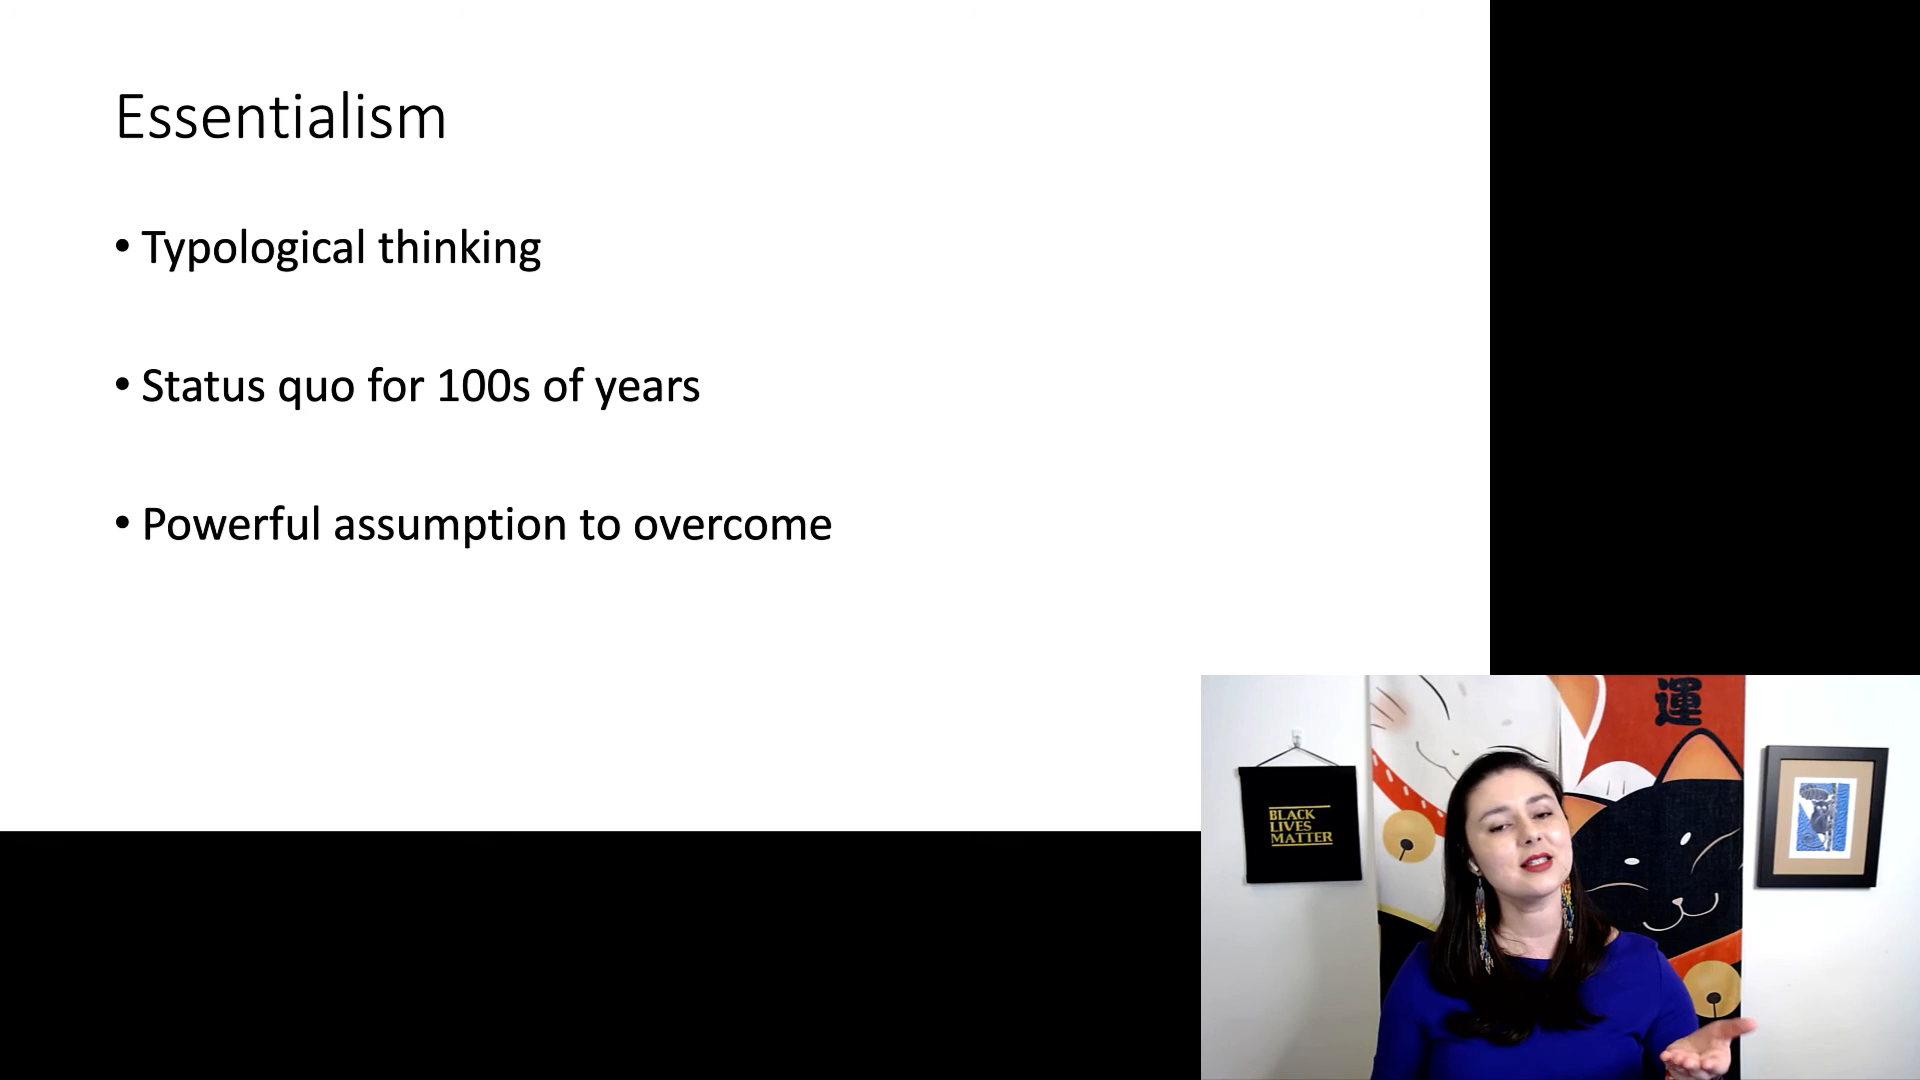 Essentialism
• Typological thinking
• Status quo for 100s of years
• Powerful assumption to overcome
運
BLACK
LIVES
MATTER